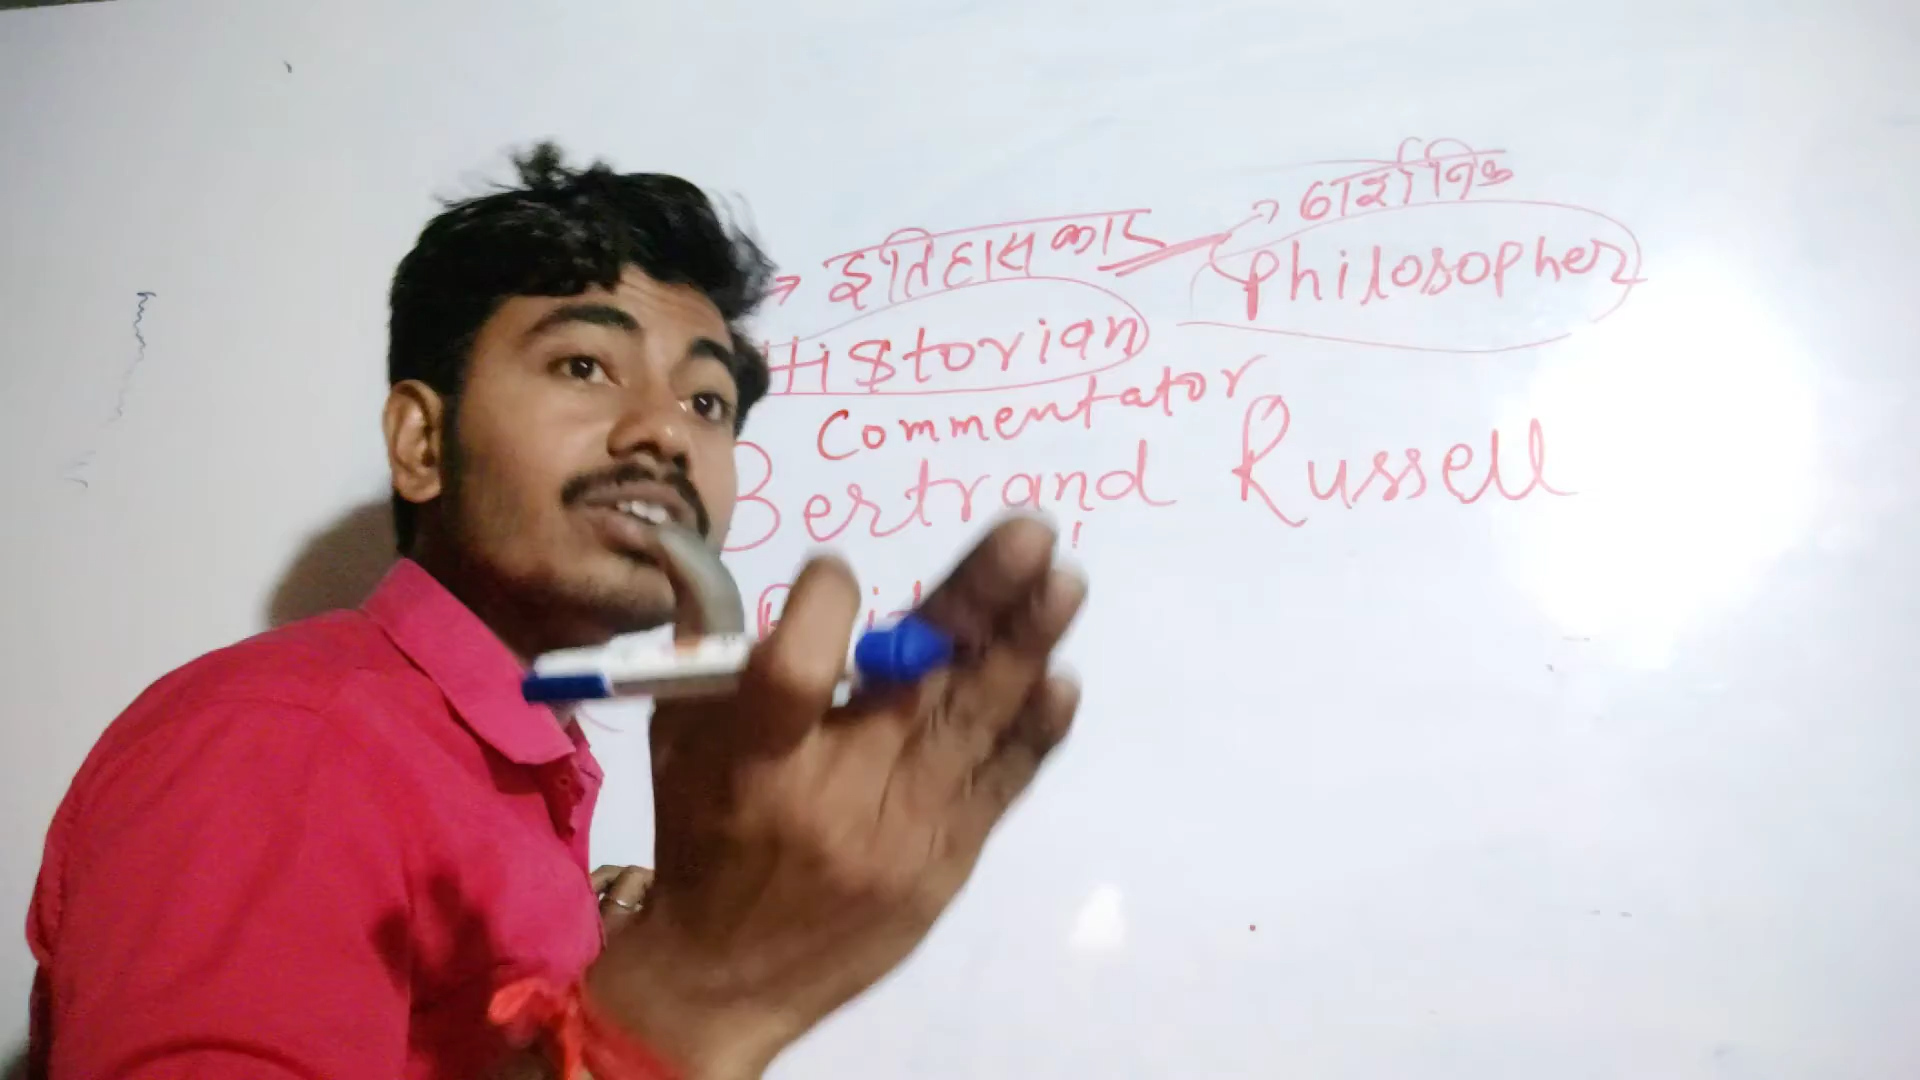 → इतिहासकार → दार्शनिक
Historian Philosopher
Commentator
Bertrand Russell